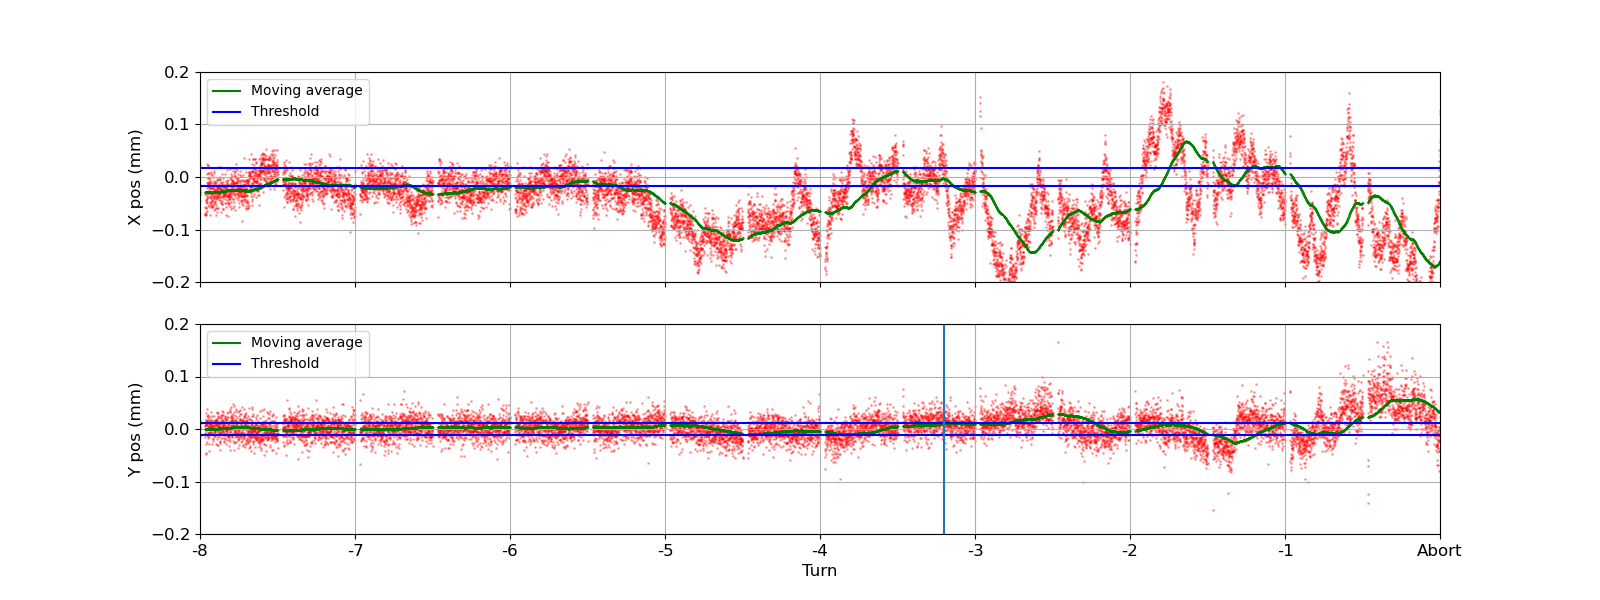 0.2
0.1
0.0
−0.1
−0.2
X pos (mm)
Moving average
Threshold
0.2
0.1
0.0
−0.1
−0.2
Y pos (mm)
Moving average
Threshold
-8 -7 -6 -5 -4 -3 -2 -1 Abort
Turn